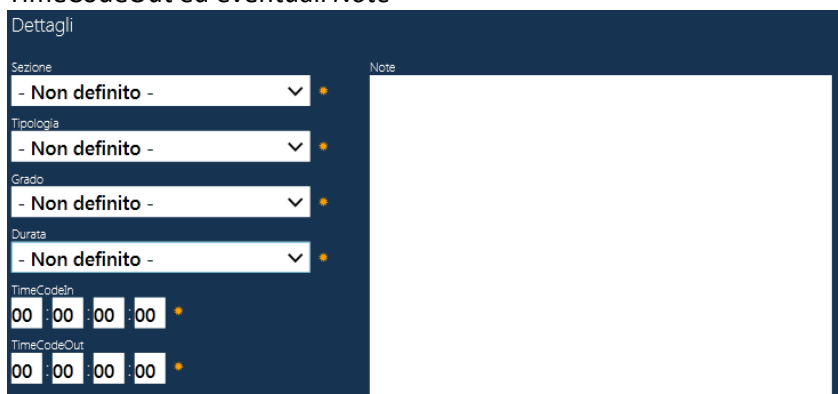 TimeCodeOut ed eventuali Note
Dettagli
Sezione
- Non definito -
Tipologia
- Non definito -
Grado
- Non definito -
Durata
- Non definito -
TimeCodeIn
00 : 00 : 00 : 00
TimeCodeOut
00 : 00 : 00 : 00
Note